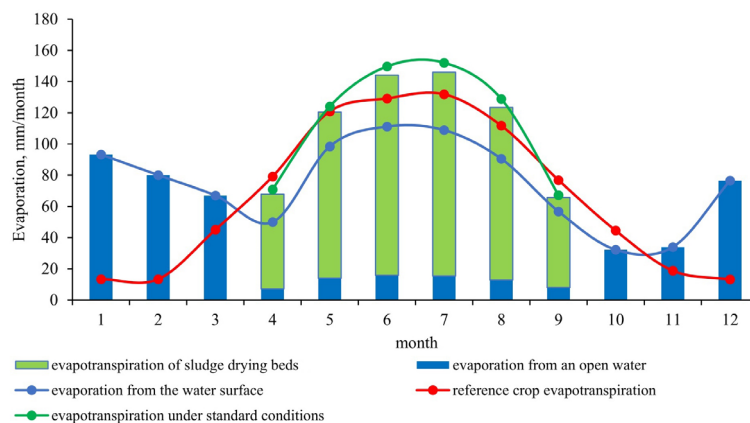 180
160
140
120
100
80
60
40
20
0
Evaporation, mm/month
1 2 3 4 5 6 7 8 9 10 11 12
month
evapotranspiration of sludge drying beds evaporation from an open water
evaporation from the water surface reference crop evapotranspiration
evapotranspiration under standard conditions